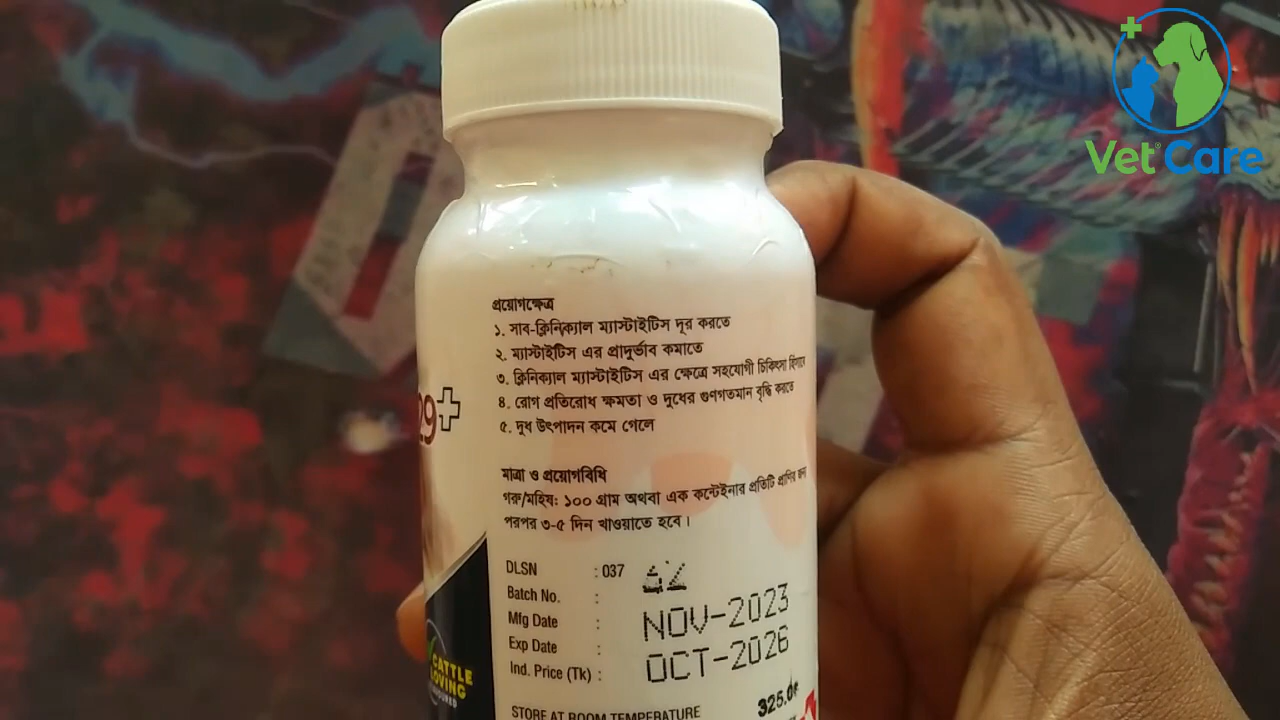 Vet Care
প্রয়োগক্ষেত্র
১. সাব-ক্লিনিক্যাল ম্যাস্টাইটিস দূর করতে
২. ম্যাস্টাইটিস এর প্রাদুর্ভাব কমাতে
৩. ক্লিনিক্যাল ম্যাস্টাইটিস এর ক্ষেত্রে সহযোগী চিকিৎসা হিসাবে
৪. রোগ প্রতিরোধ ক্ষমতা ও দুধের গুণগতমান বৃদ্ধি করতে
৫. দুধ উৎপাদন কমে গেলে
29+
মাত্রা ও প্রয়োগবিধি
গরু/মহিষ: ১০০ গ্রাম অথবা এক কন্টেইনার প্রতিটি প্রাণির জন্য
পরপর ৩-৫ দিন খাওয়াতে হবে।
DLSN : 037
Batch No. :
Mfg Date : NOV-2023
Exp Date : OCT-2026
Ind. Price (Tk) : 325.00
CATTLE
STORE AT ROOM TEMPERATURE